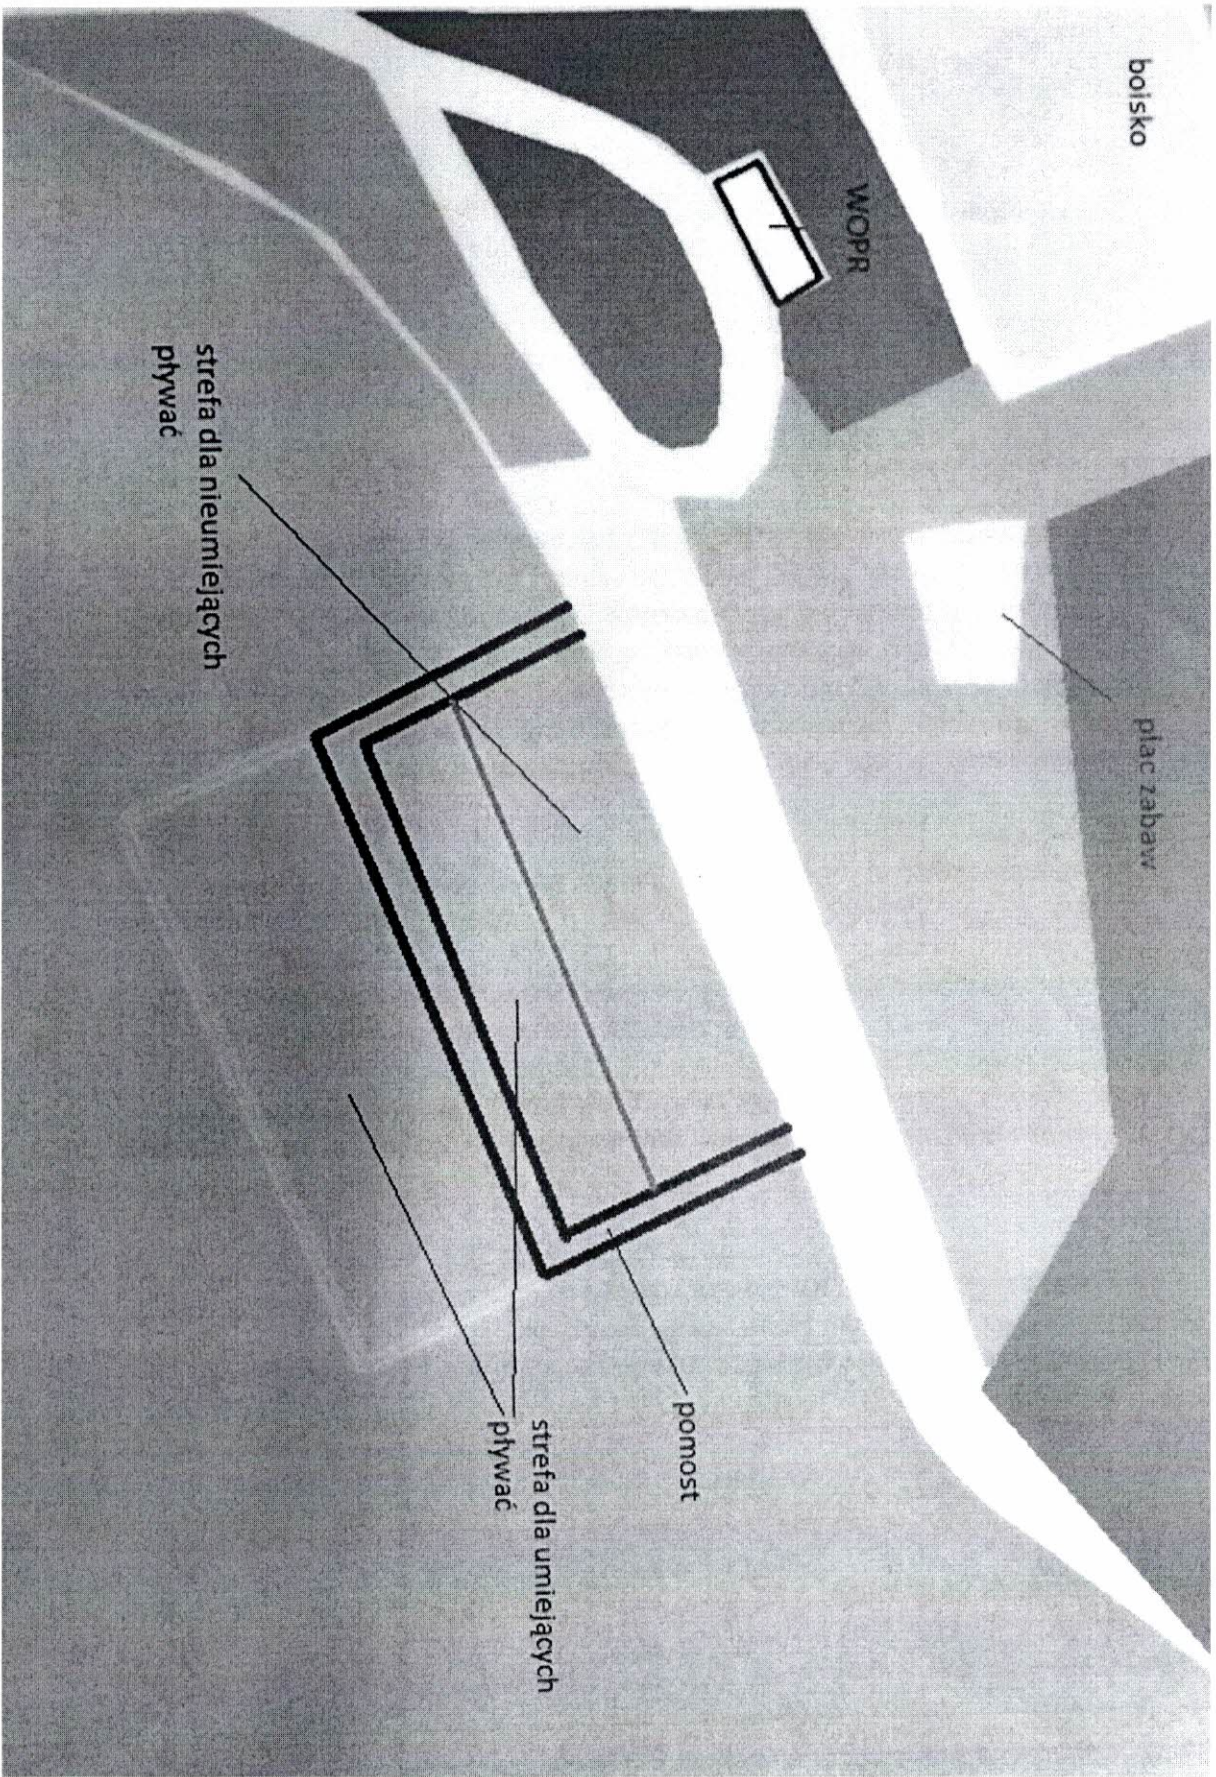 boisko
WOPR
plac zabaw
strefa dla nieumiejących
pływać
pomost
strefa dla umiejących
pływać